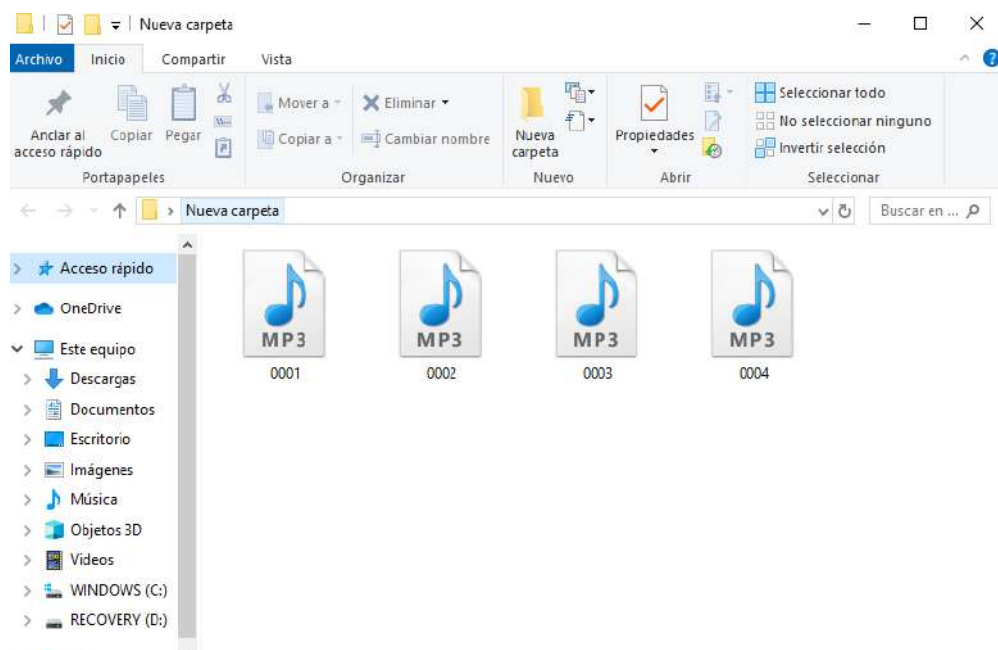 Nueva carpeta
Archivo Inicio Compartir Vista
Anclar al acceso rápido
Copiar
Pegar
Mover a
Copiar a
Eliminar
Cambiar nombre
Nueva carpeta
Propiedades
Seleccionar todo
No seleccionar ninguno
Invertir selección
Portapapeles Organizar Nuevo Abrir Seleccionar
Nueva carpeta
Buscar en ...
Acceso rápido
OneDrive
Este equipo
Descargas
Documentos
Escritorio
Imágenes
Música
Objetos 3D
Videos
WINDOWS (C:)
RECOVERY (D:)
MP3 MP3 MP3 MP3
0001 0002 0003 0004